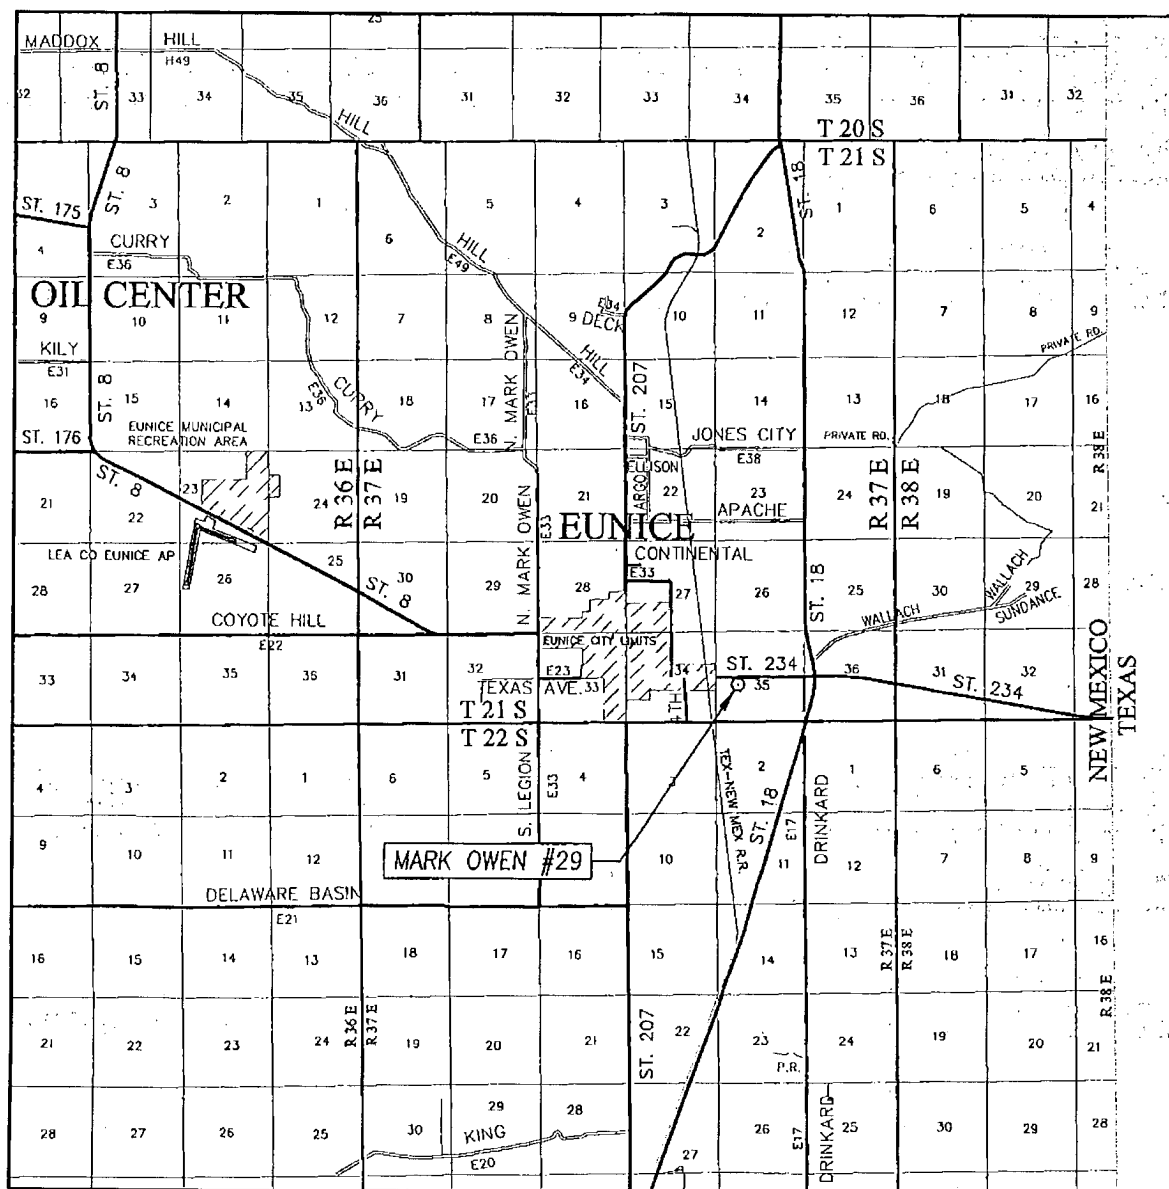 25
MADDOX HILL
H49
ST. 8
32 33 34 35 36 31 32 33 34 35 36 31 32
HILL
T 20 S
T 21 S
ST. 175
ST. 8
3 2 1 5 4 3 ST. 18 1 6 5 4
4 CURRY 6 HILL 2
E36 E49
OIL CENTER
E34
9 10 11 12 7 8 9 DECK 10 11 12 7 8 9
KILY
E31
PRIVATE RD.
HILL
E34
N. MARK OWEN
E33
ST. 8
CURRY
E36
ST. 207
16 15 14 13 18 17 16 15 14 13 18 17 16
ST. 176
EUNICE MUNICIPAL
RECREATION AREA
E36
JONES CITY
PRIVATE RD.
E38
R 38 E
ELLISON
ARGO
ST. 8
R 36 E
R 37 E
R 37 E
R 38 E
21 22 23 24 19 20 21 22 23 24 19 20 21
APACHE
N. MARK OWEN
E33
EUNICE
LEA CO EUNICE AP
CONTINENTAL
E33
28 27 26 25 30 29 28 27 26 25 30 29 28
ST. 8
ST. 18
WALLACH
WALLACH
SUNDANCE
COYOTE HILL
E22
EUNICE CITY LIMITS
NEW MEXICO
TEXAS
33 34 35 36 31 32 E23 33 34 ST. 234 35 36 31 32
ST. 234
TEXAS AVE.
4TH
T 21 S
T 22 S
4 3 2 1 6 5 4 3 2 1 6 5
S. LEGION
E33
TEX-NEW MEX R.R.
ST. 18
E17
DRINKARD
9 10 11 12 10 11 12 7 8 9
MARK OWEN #29
DELAWARE BASIN
E21
16 15 14 13 18 17 16 15 14 13 18 17 16
R 37 E
R 38 E
R 38 E
R 36 E
R 37 E
ST. 207
21 22 23 24 19 20 21 22 23 24 19 20 21
P.R.
28 27 26 25 30 29 28 27 26 25 30 29 28
KING
E20
E17
DRINKARD